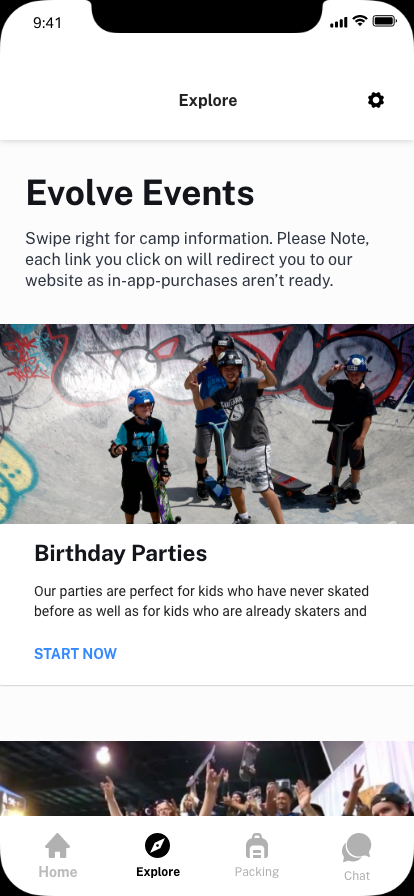 9:41
Explore
Evolve Events
Swipe right for camp information. Please Note,
each link you click on will redirect you to our
website as in-app-purchases aren’t ready.
Birthday Parties
Our parties are perfect for kids who have never skated
before as well as for kids who are already skaters and
START NOW
Home
Explore
Packing
Chat